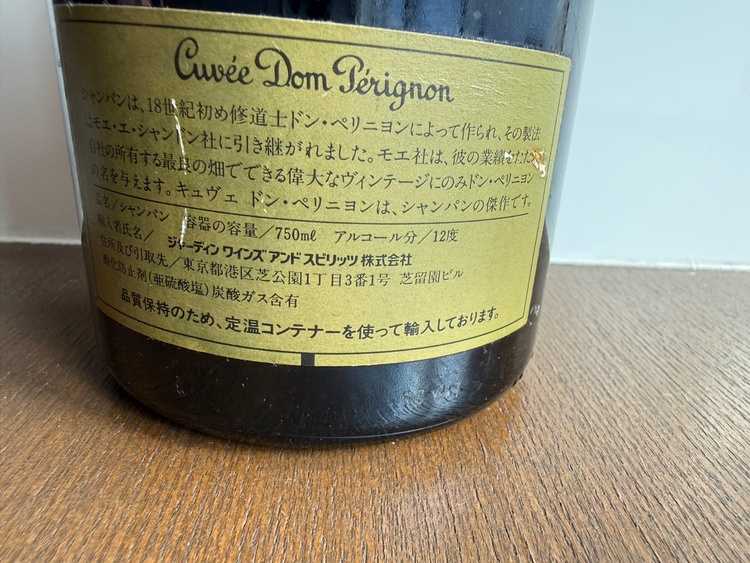 Cuvée Dom Pérignon
シャンパンは、18世紀初め修道士ドン・ペリニヨンによって作られ、その製法
はモエ・エ・シャンドン社に引き継がれました。モエ社は、彼の業績をたたえ
自社の所有する最良の畑でできる偉大なヴィンテージにのみドン・ペリニヨン
の名を与えます。キュヴェ ドン・ペリニヨンは、シャンパンの傑作です。
品名/シャンパン 容器の容量/750mℓ アルコール分/12度
輸入者氏名/ ジャーディン ワインズ アンド スピリッツ 株式会社
住所及び引取先/東京都港区芝公園1丁目3番1号 芝留園ビル
酸化防止剤(亜硫酸塩)炭酸ガス含有
品質保持のため、定温コンテナーを使って輸入しております。